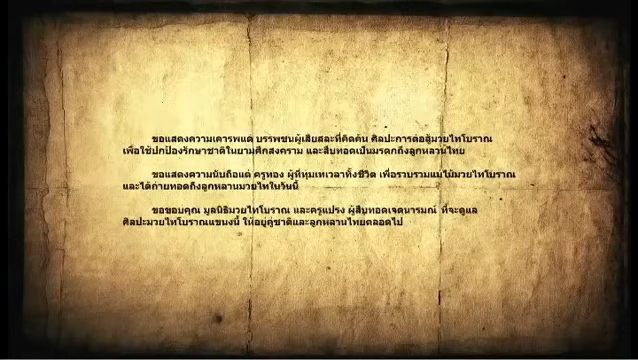 ขอแสดงความเคารพแด่ บรรพชนผู้เสียสละที่คิดค้น ศิลปะการต่อสู้มวยไทโบราณ
เพื่อใช้ปกป้องรักษาชาติในยามศึกสงคราม และสืบทอดเป็นมรดกถึงลูกหลานไทย
ขอแสดงความนับถือแด่ ครูทอง ผู้ที่ทุ่มเทเวลาทั้งชีวิต เพื่อรวบรวมแม่ไม้มวยไทโบราณ
และได้ถ่ายทอดถึงลูกหลานมวยไทในวันนี้
ขอขอบคุณ มูลนิธิมวยไทโบราณ และครูแปรง ผู้สืบทอดเจตนารมณ์ ที่จะดูแล
ศิลปะมวยไทโบราณแขนงนี้ ให้อยู่คู่ชาติและลูกหลานไทยตลอดไป